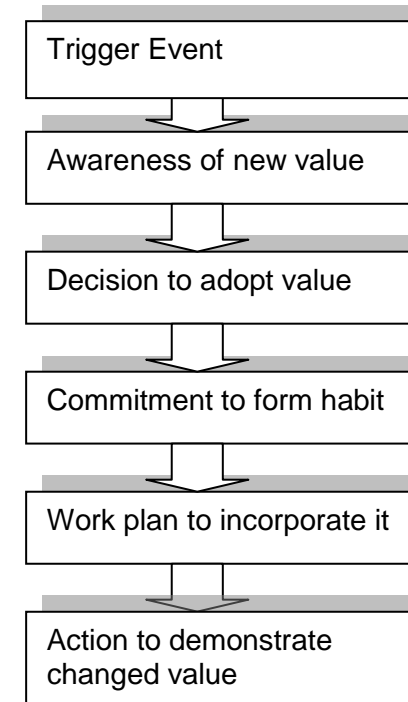 Trigger Event
Awareness of new value
Decision to adopt value
Commitment to form habit
Work plan to incorporate it
Action to demonstrate
changed value